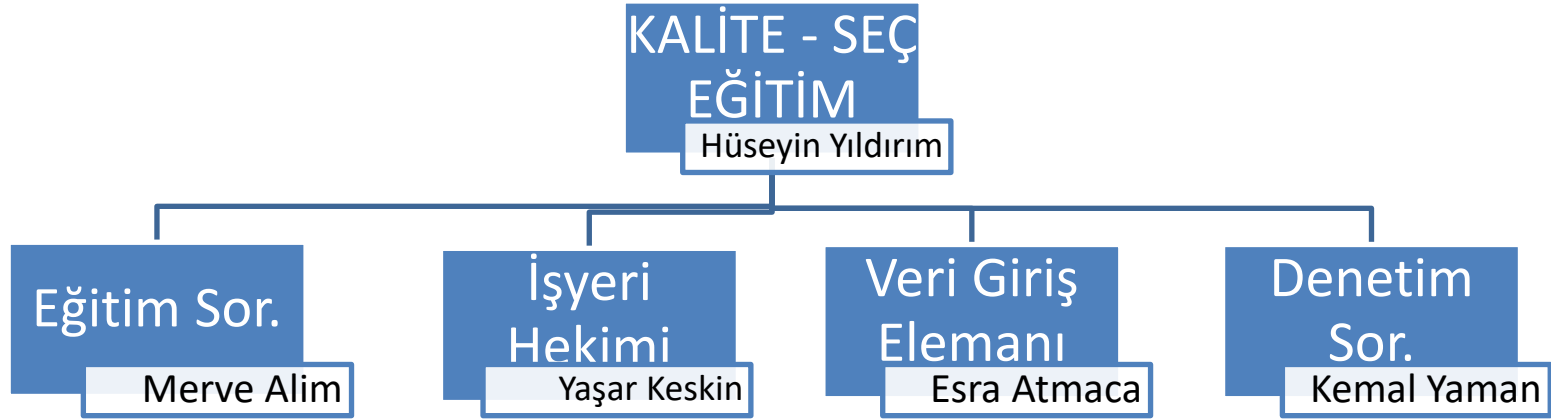 KALİTE - SEÇ
EĞİTİM
Hüseyin Yıldırım
Eğitim Sor.
Merve Alim
İşyeri
Hekimi
Yaşar Keskin
Veri Giriş
Elemanı
Esra Atmaca
Denetim
Sor.
Kemal Yaman